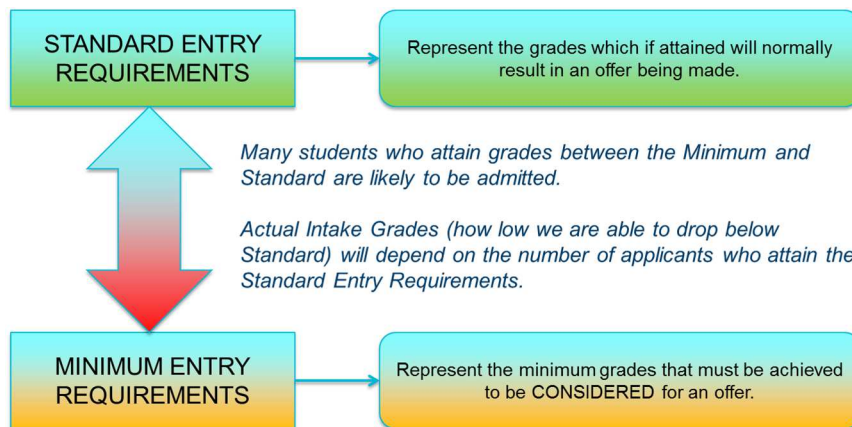 STANDARD ENTRY
REQUIREMENTS
Represent the grades which if attained will normally
result in an offer being made.
Many students who attain grades between the Minimum and
Standard are likely to be admitted.
Actual Intake Grades (how low we are able to drop below
Standard) will depend on the number of applicants who attain the
Standard Entry Requirements.
MINIMUM ENTRY
REQUIREMENTS
Represent the minimum grades that must be achieved
to be CONSIDERED for an offer.